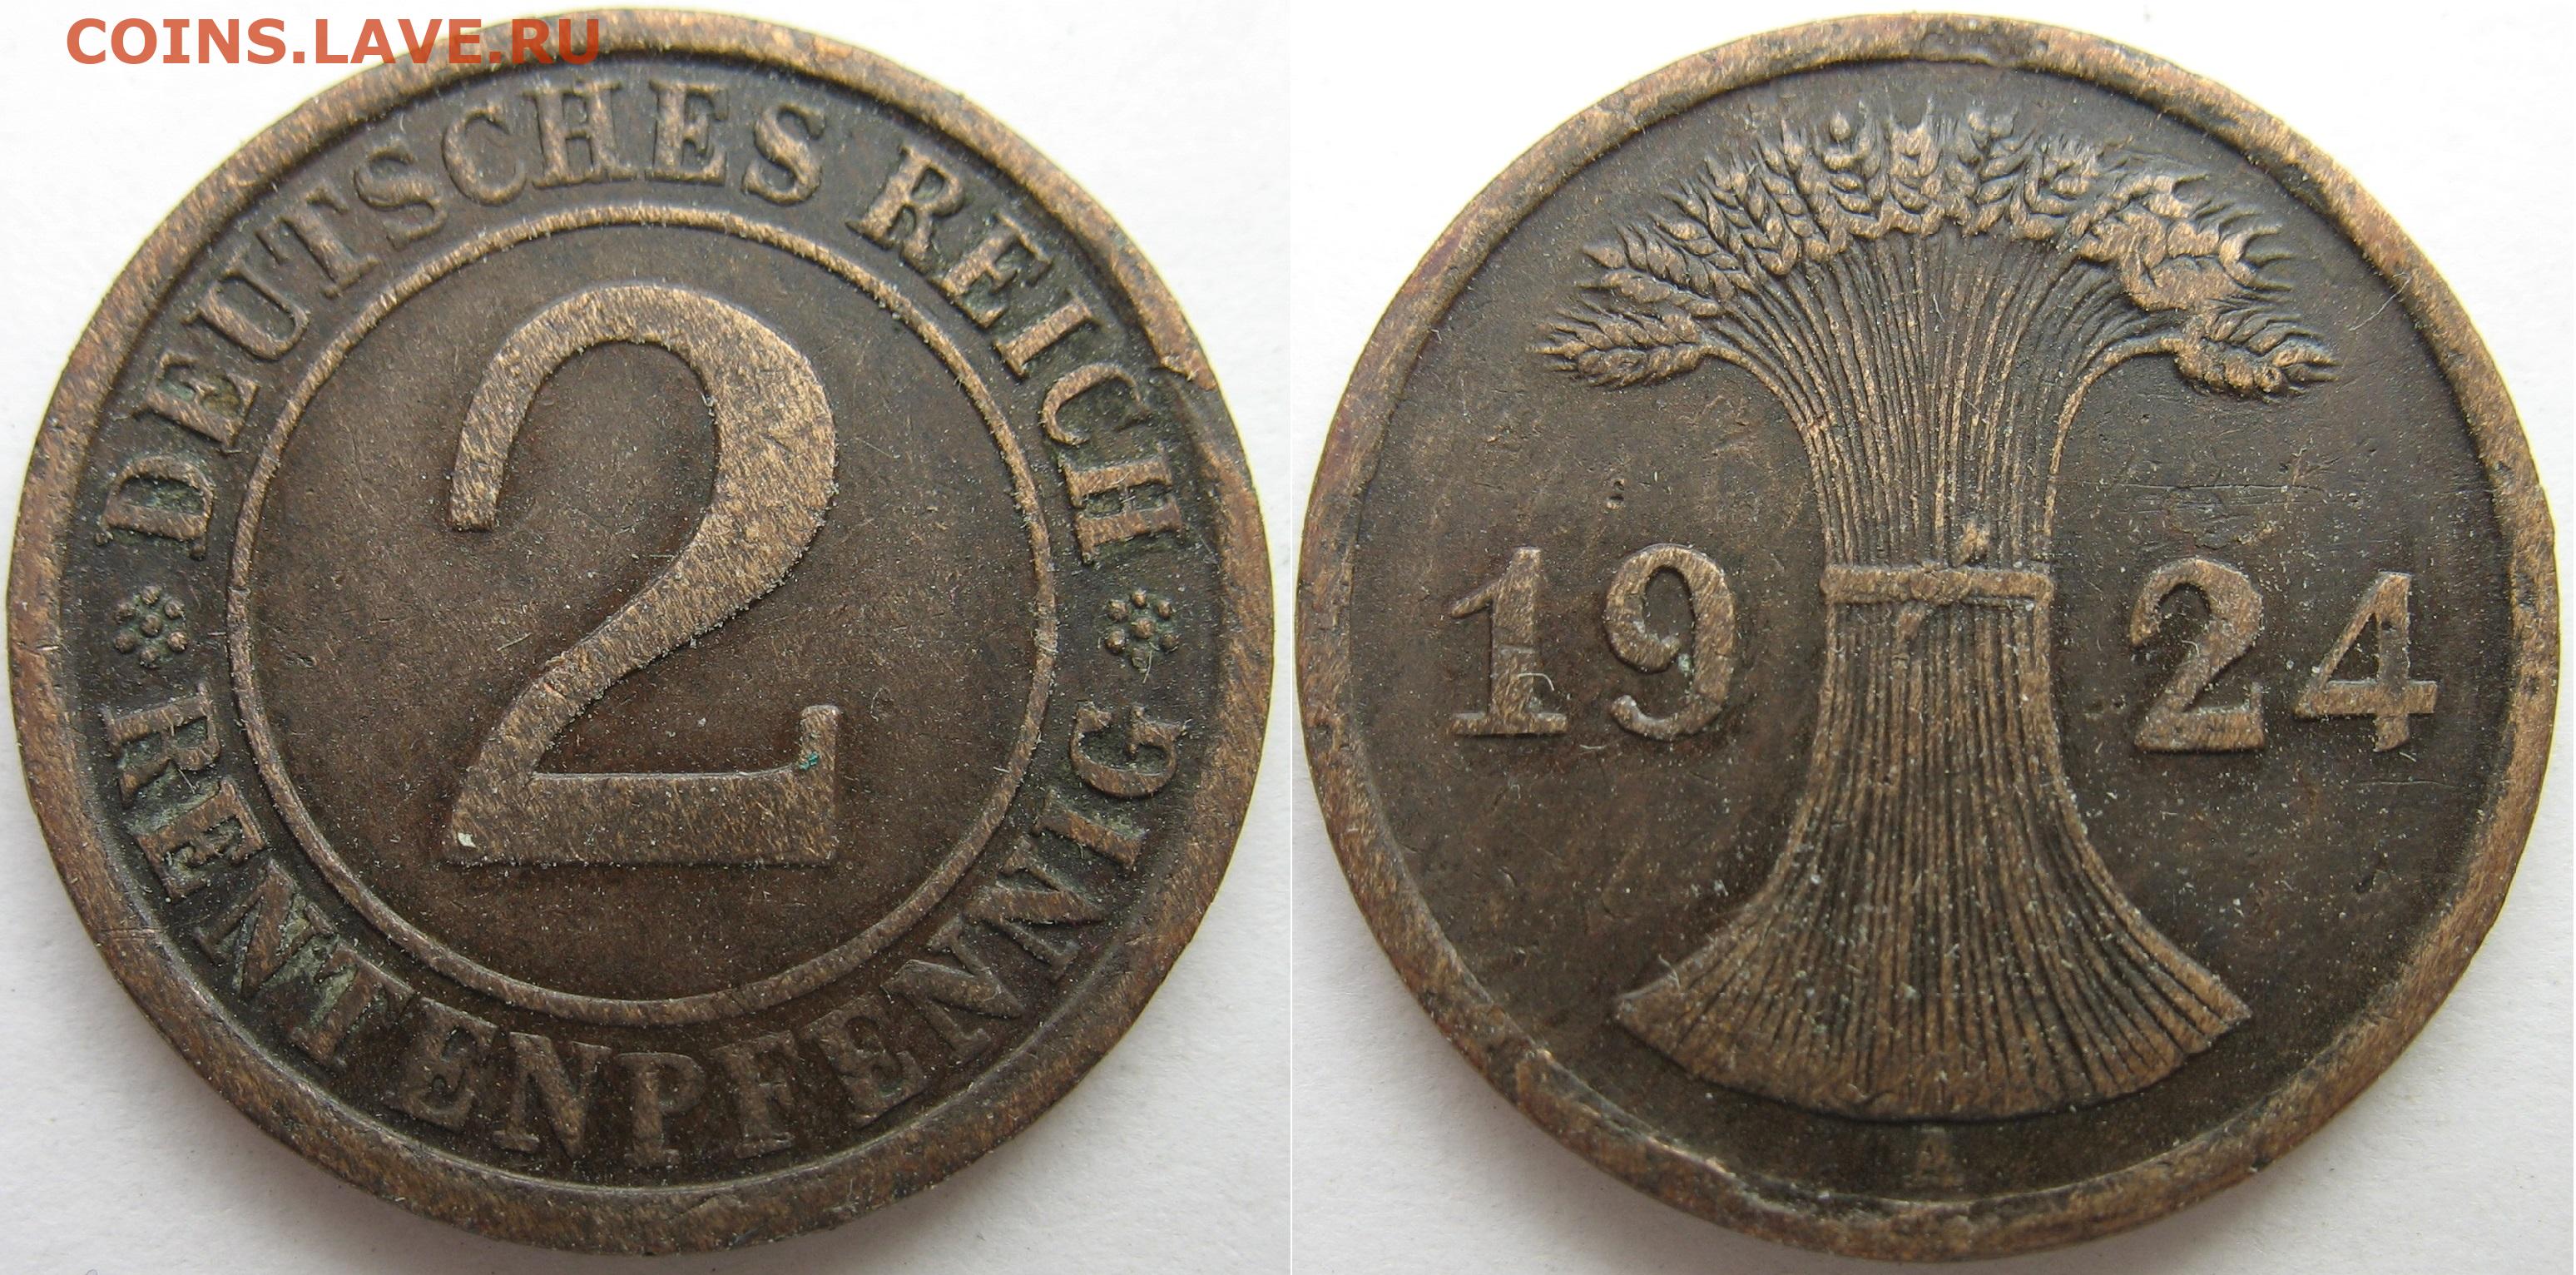 COINS.LAVE.RU
DEUTSCHES REICH
2
RENTENPFENNIG
19 24
A